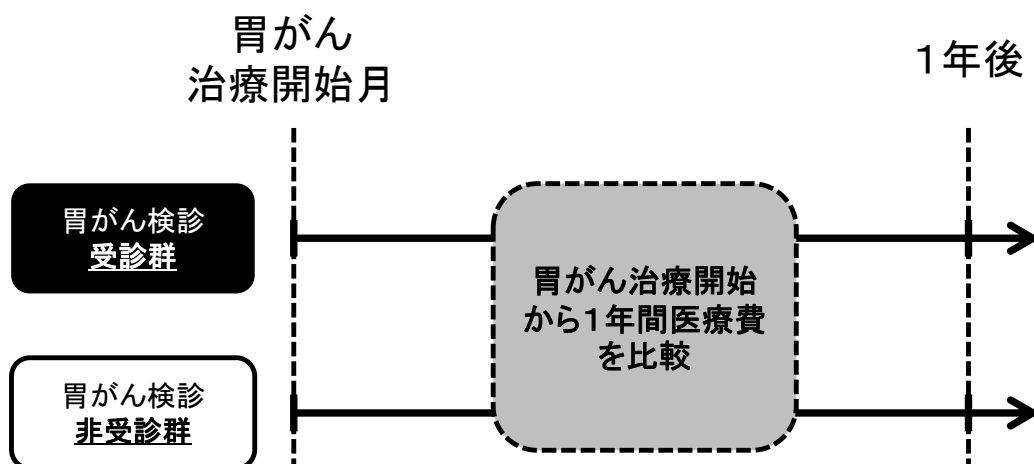 胃がん
治療開始月
1年後
胃がん検診
受診群
胃がん治療開始
から1年間医療費
を比較
胃がん検診
非受診群